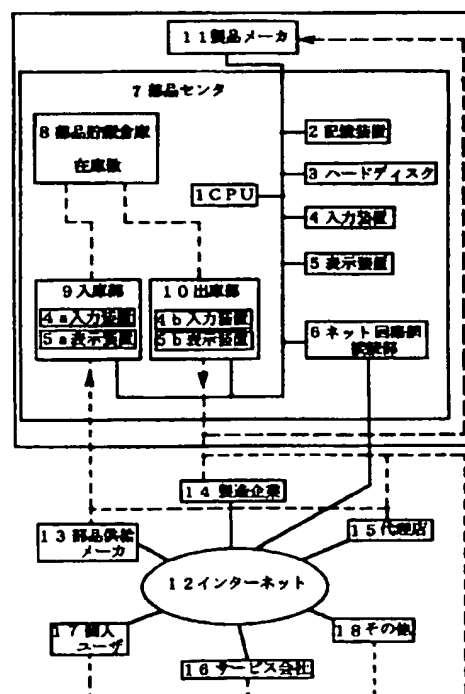 11製品メーカ
7部品センタ
8部品貯蔵倉庫
在庫数
1CPU
2記憶装置
3ハードディスク
4入力装置
5表示装置
9入庫部
4a入力装置
5a表示装置
10出庫部
4b入力装置
5b表示装置
6ネット回路網
14製造企業
13部品供給
メーカ
15代理店
12インターネット
17個人
ユーザ
18その他
16サービス会社